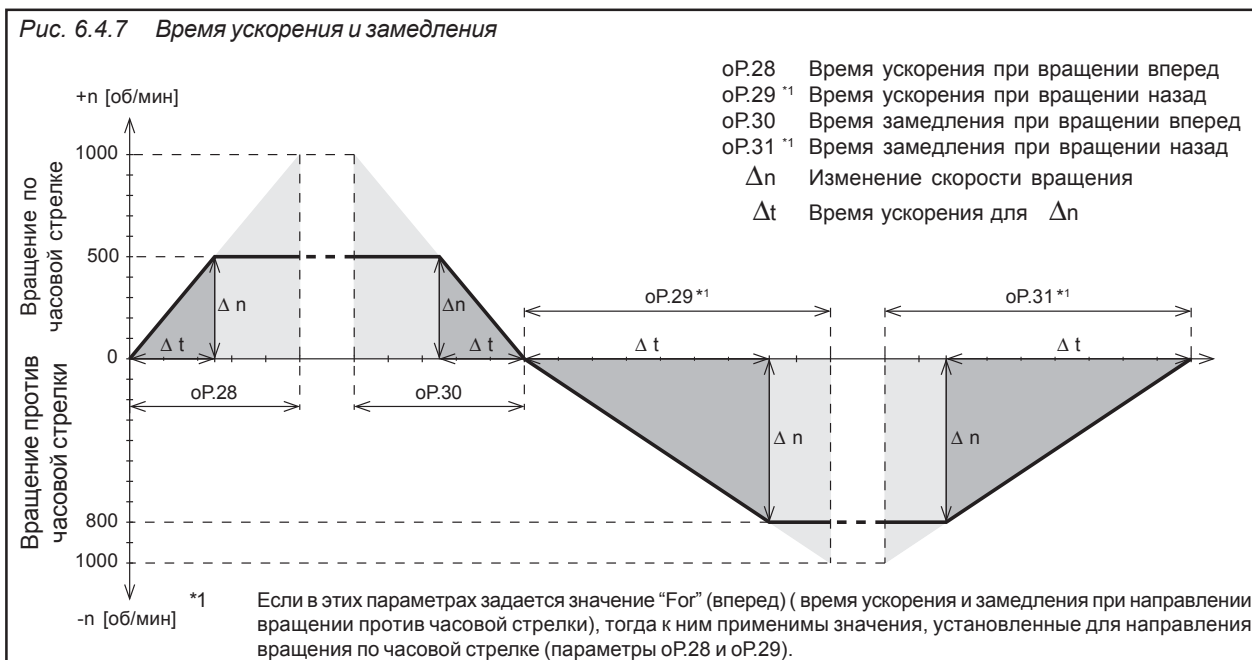 Рис. 6.4.7 Время ускорения и замедления
oP.28 Время ускорения при вращении вперед
oP.29 *1 Время ускорения при вращении назад
oP.30 Время замедления при вращении вперед
oP.31 *1 Время замедления при вращении назад
Δn Изменение скорости вращения
Δt Время ускорения для Δn
+n [об/мин]
Вращение по
часовой стрелке
1000
500
0
Δ n
Δn
Δ t
Δ t
oP.28
oP.30
oP.29 *1
oP.31 *1
Δ t
Δ t
Δ n
Δ n
Вращение против
часовой стрелки
800
1000
-n [об/мин]
*1 Если в этих параметрах задается значение “For” (вперед) ( время ускорения и замедления при направлении
вращении против часовой стрелки), тогда к ним применимы значения, установленные для направления
вращения по часовой стрелке (параметры oP.28 и oP.29).